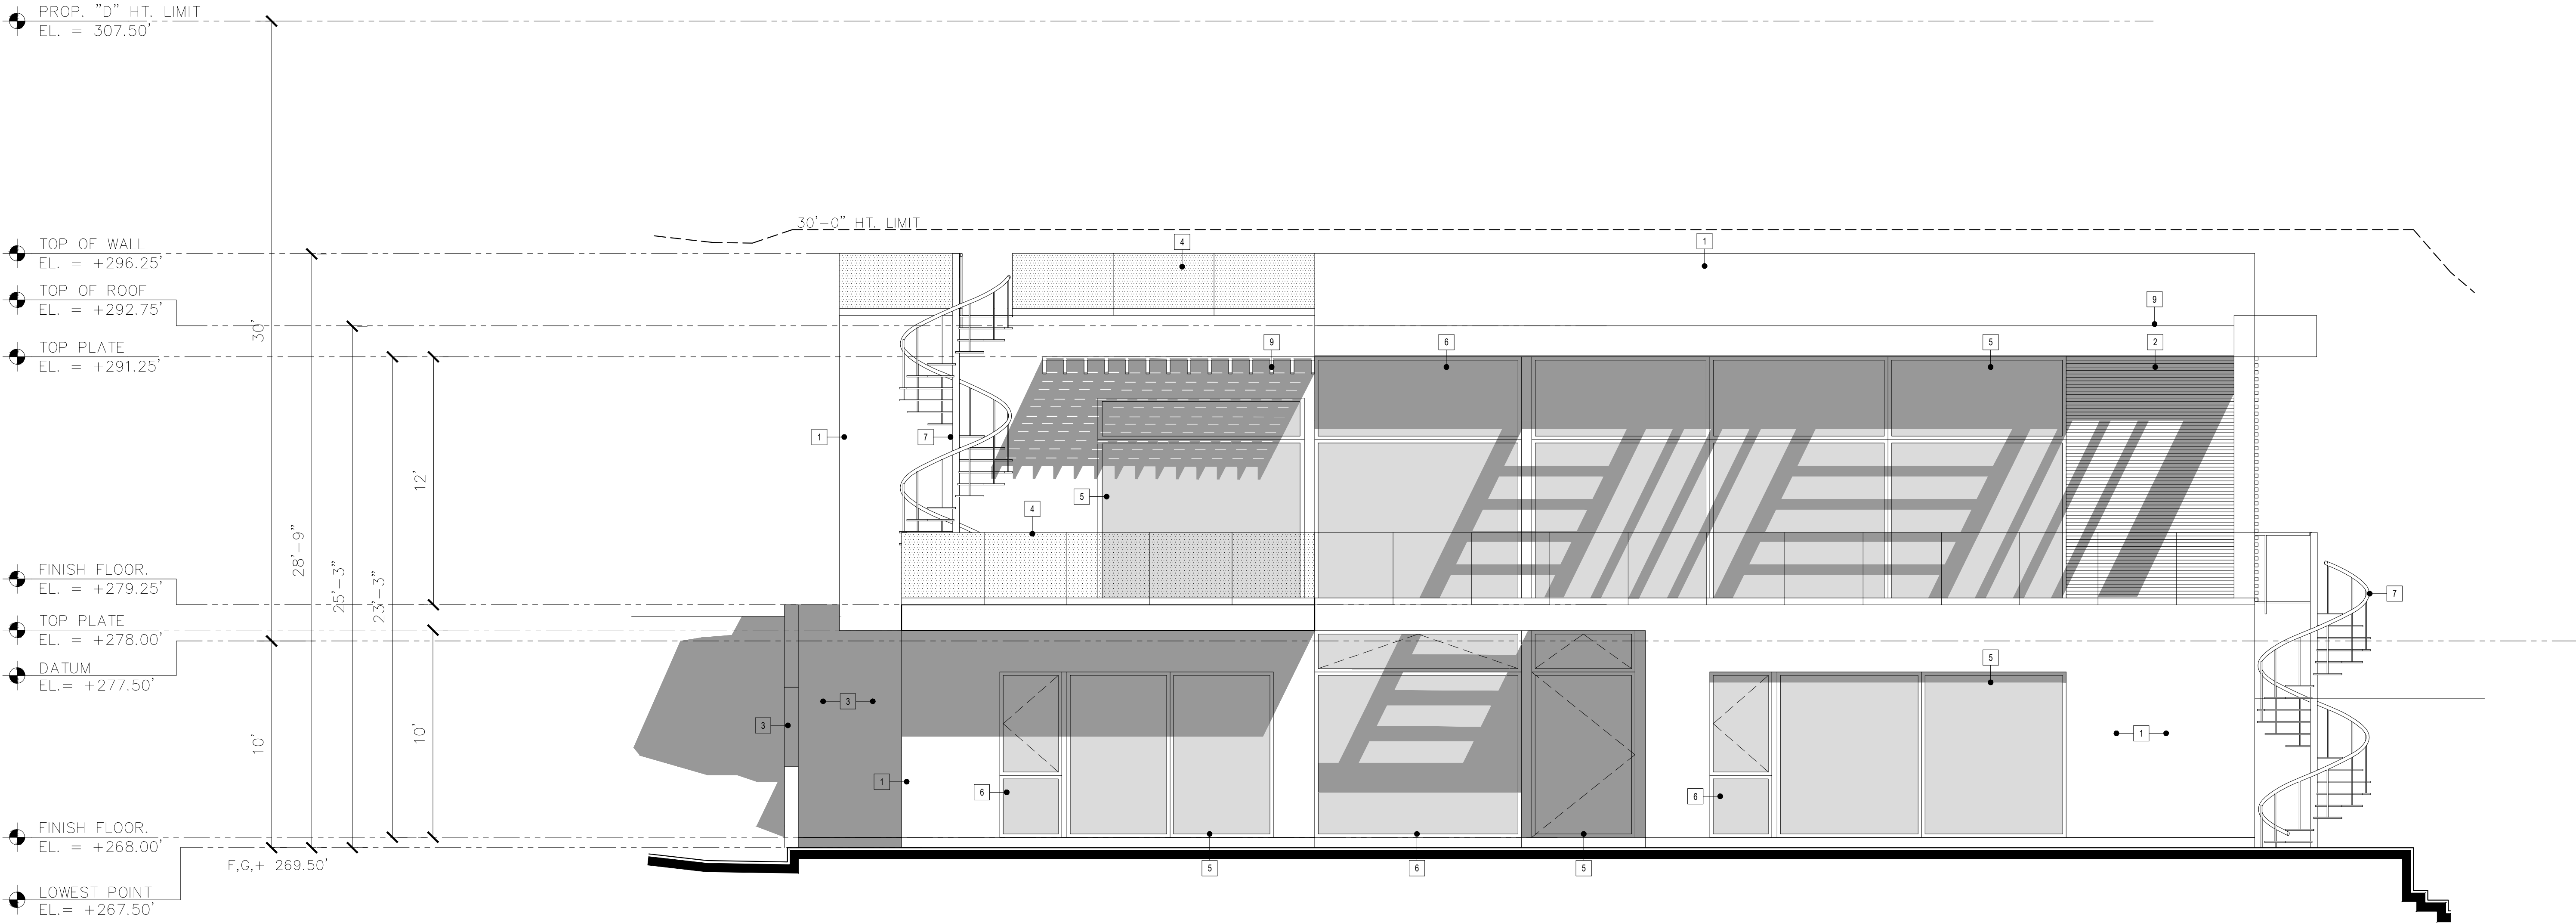 PROP. "D" HT. LIMIT
EL. = 307.50'
30'-0" HT. LIMIT
TOP OF WALL
EL. = +296.25'
4
1
TOP OF ROOF
EL. = +292.75'
9
30'
TOP PLATE
EL. = +291.25'
9
6
5
2
1
7
12'
5
4
28'-9"
25'-3"
23'-3"
FINISH FLOOR.
EL. = +279.25'
7
TOP PLATE
EL. = +278.00'
DATUM
EL.= +277.50'
5
3
3
10'
10'
1
1
6
6
FINISH FLOOR.
EL. = +268.00'
F,G,+ 269.50'
5
6
5
LOWEST POINT
EL.= +267.50'